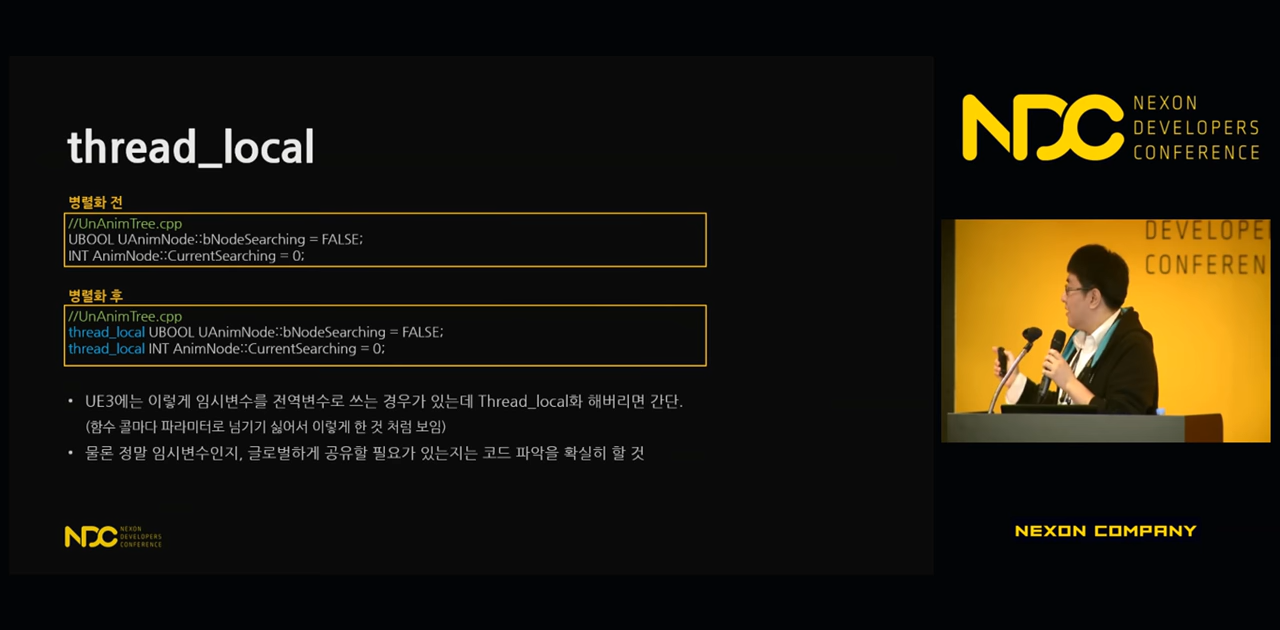 thread_local
병렬화 전
//UnAnimTree.cpp
UBOOL UAnimNode::bNodeSearching = FALSE;
INT AnimNode::CurrentSearching = 0;
병렬화 후
//UnAnimTree.cpp
thread_local UBOOL UAnimNode::bNodeSearching = FALSE;
thread_local INT AnimNode::CurrentSearching = 0;
• UE3에는 이렇게 임시변수를 전역변수로 쓰는 경우가 있는데 Thread_local화 해버리면 간단.
(함수 콜마다 파라미터로 넘기기 싫어서 이렇게 한 것 처럼 보임)
• 물론 정말 임시변수인지, 글로벌하게 공유할 필요가 있는지는 코드 파악을 확실히 할 것
NDC
NEXON
DEVELOPERS
CONFERENCE
NDC
NEXON
DEVELOPERS
CONFERENCE
DEVELOPE
CONFEREN
NEXON COMPANY